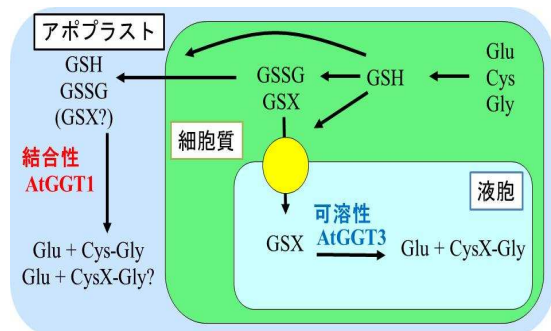 アポプラスト
GSH
GSSG
(GSX?)
結合性
AtGGT1
Glu + Cys-Gly
Glu + CysX-Gly?
GSSG
GSX
GSH
Glu
Cys
Gly
細胞質
液胞
GSX
可溶性
AtGGT3
Glu + CysX-Gly